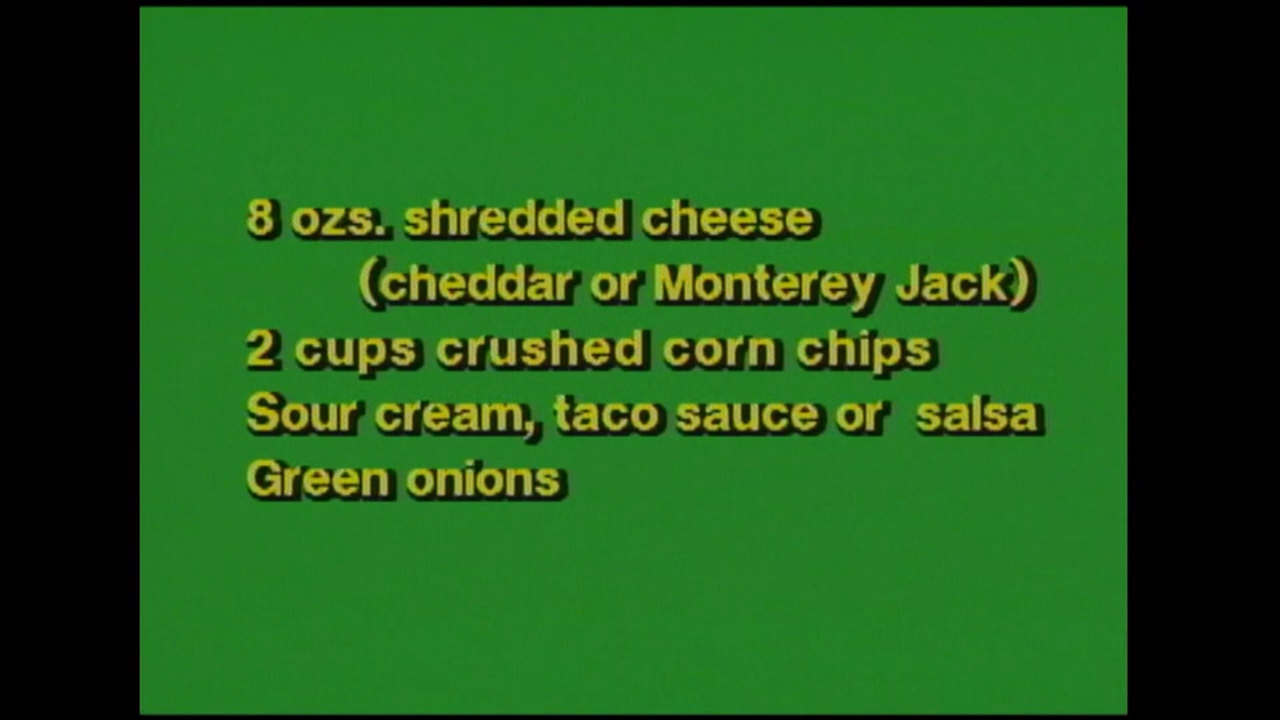 8 ozs. shredded cheese
(cheddar or Monterey Jack)
2 cups crushed corn chips
Sour cream, taco sauce or salsa
Green onions